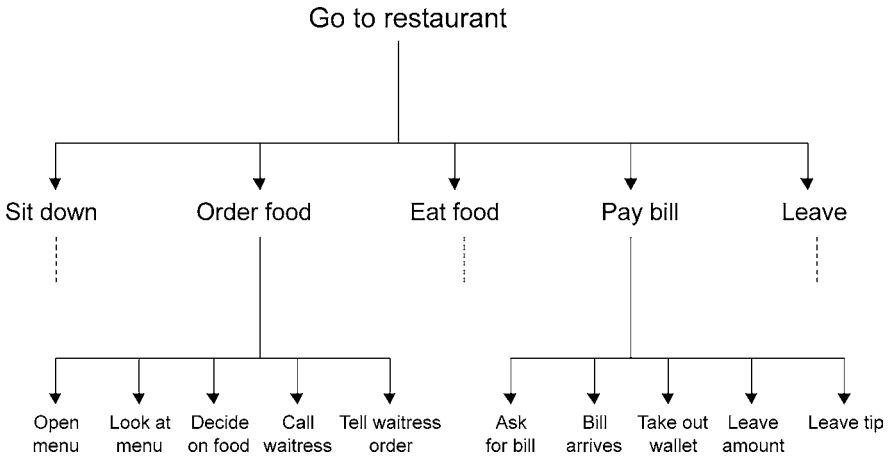 Go to restaurant
Sit down
Order food
Eat food
Pay bill
Leave
Open
menu
Look at
menu
Decide
on food
Call
waitress
Tell waitress
order
Ask
for bill
Bill
arrives
Take out
wallet
Leave
amount
Leave tip